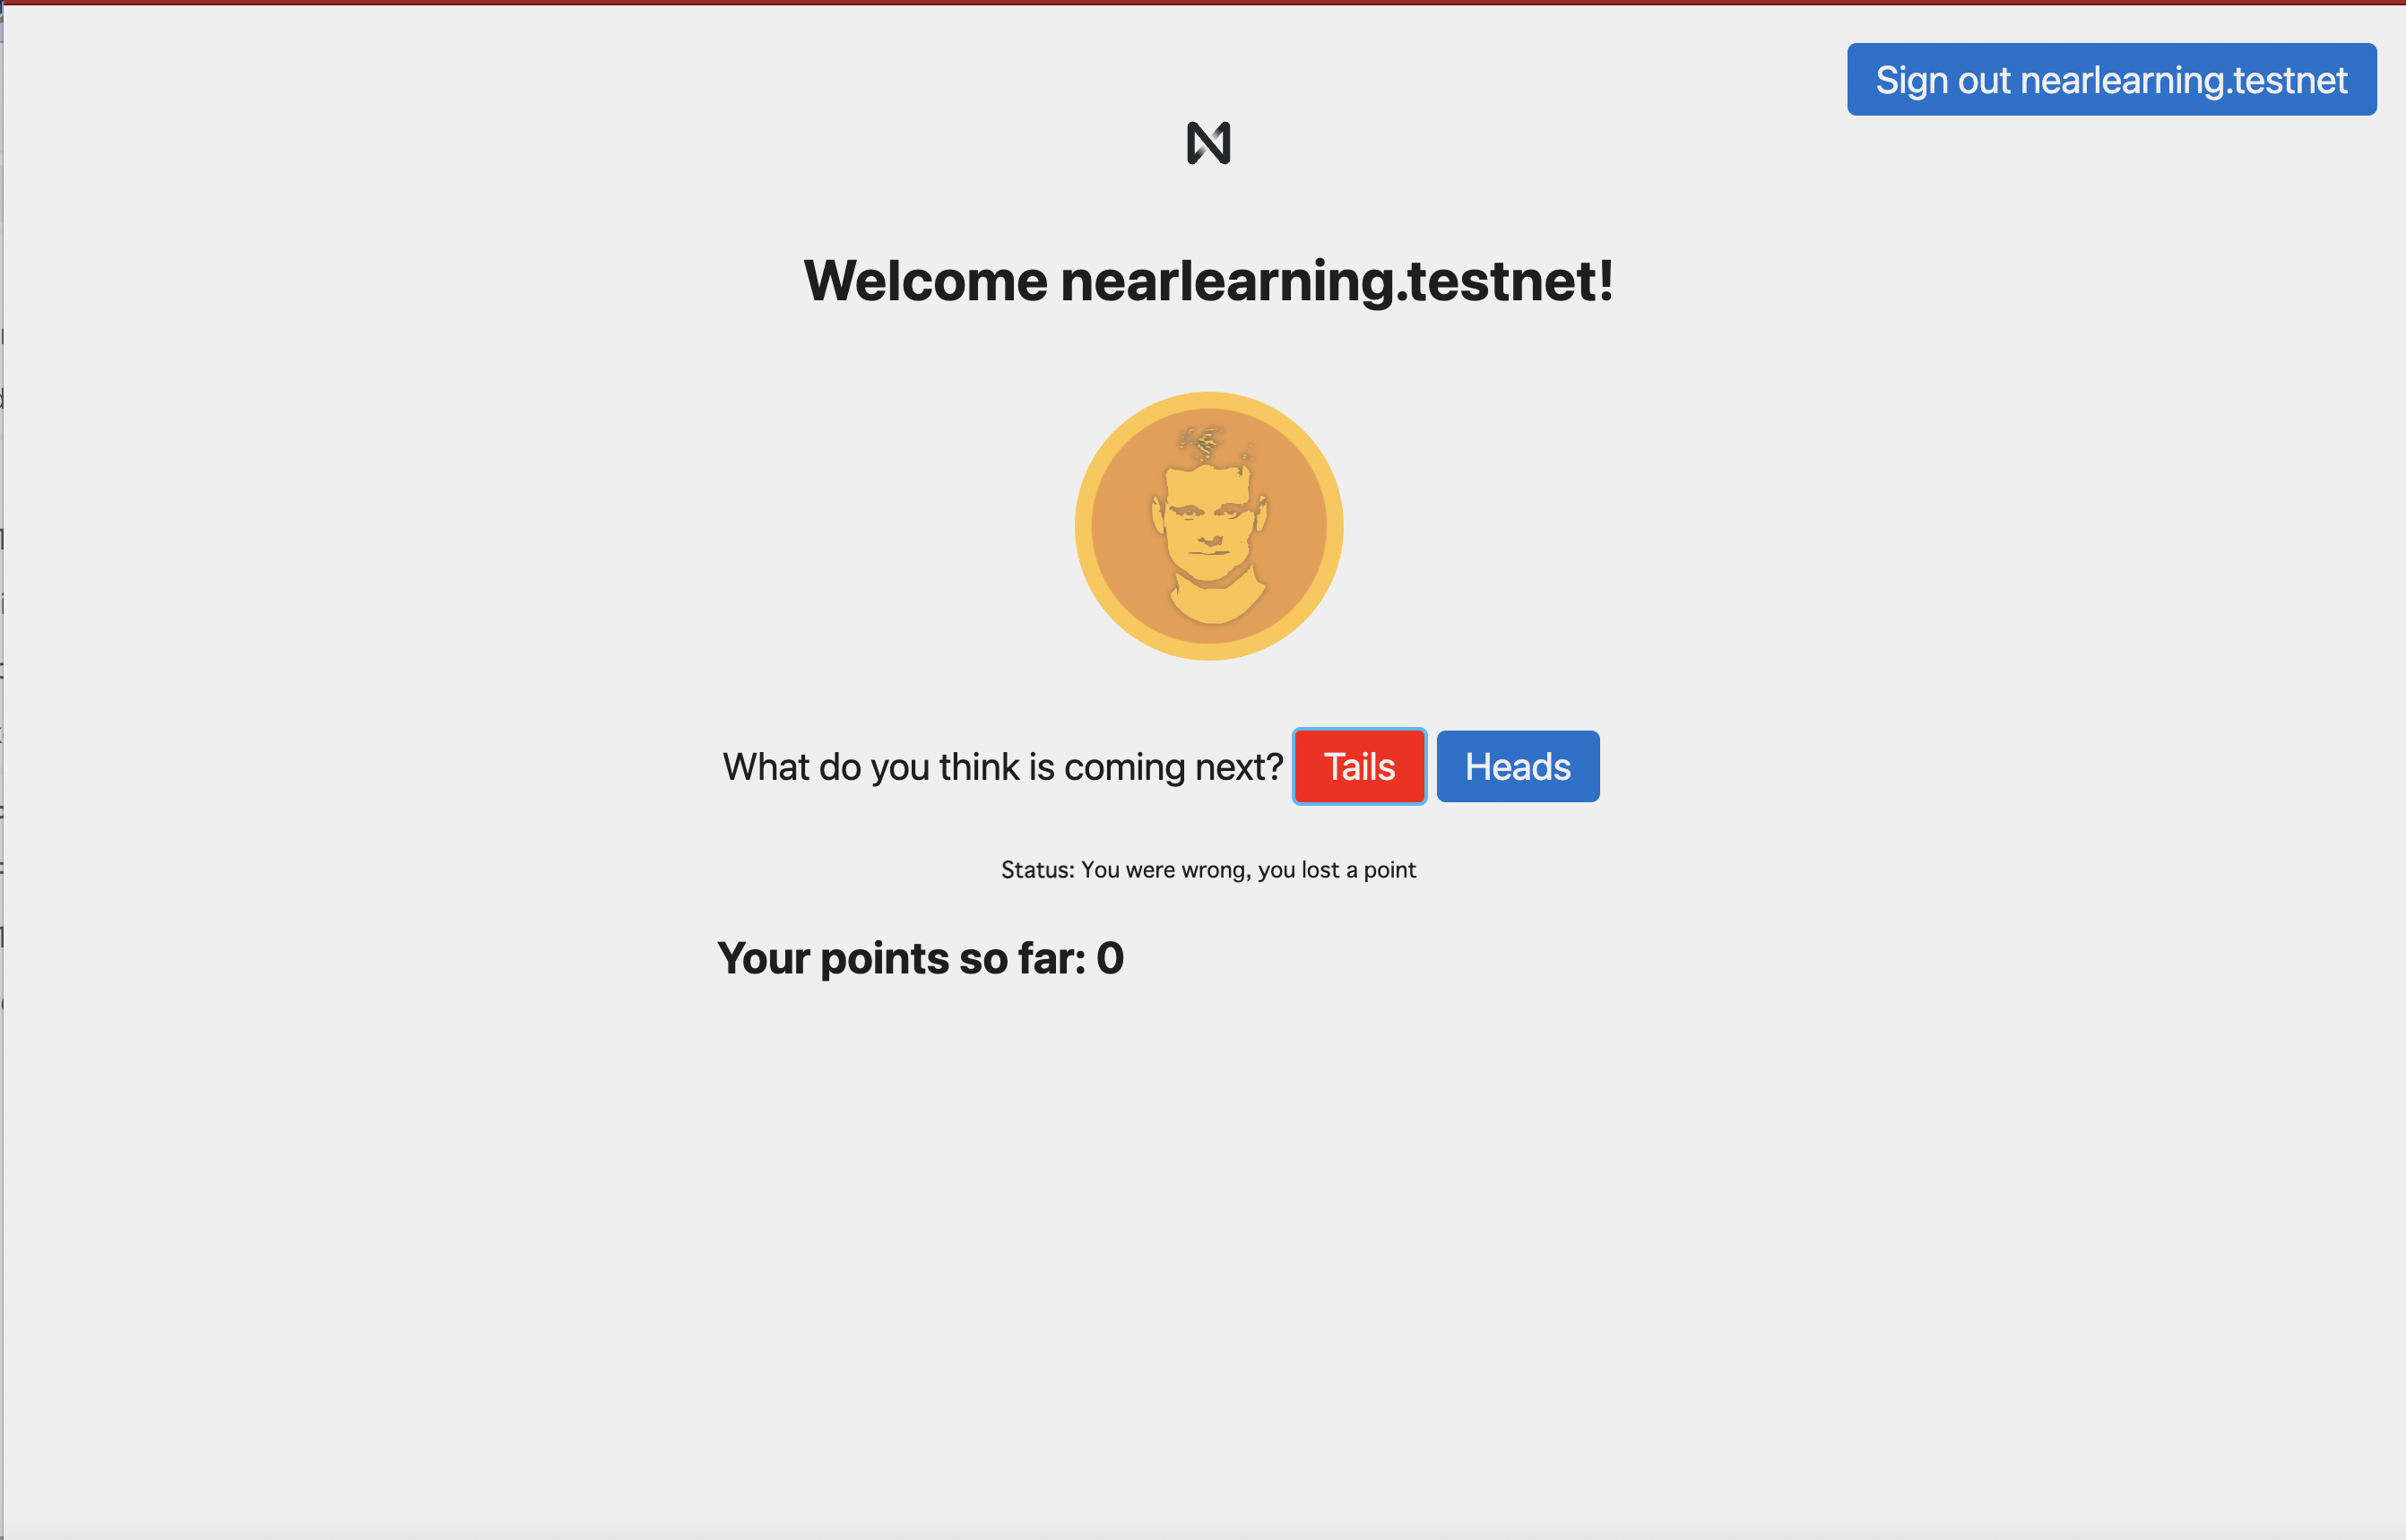 Sign out nearlearning.testnet
Welcome nearlearning.testnet!
What do you think is coming next? Tails Heads
Status: You were wrong, you lost a point
Your points so far: 0